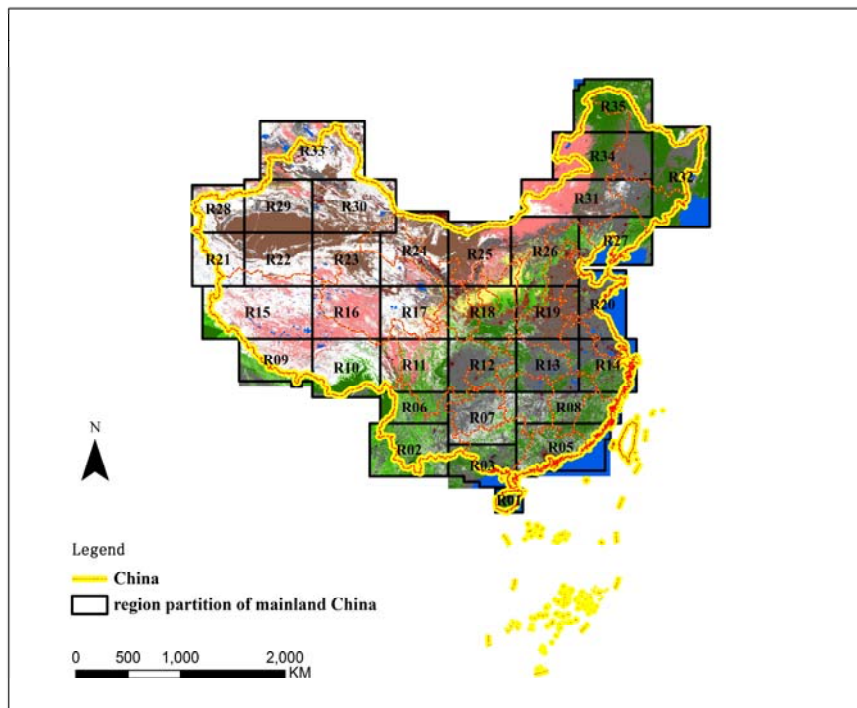 R35
R34
R33
R32
R28 R29 R30 R31
R27
R21 R22 R23 R24 R25 R26
R15 R16 R17 R18 R19 R20
R09 R10 R11 R12 R13 R14
R06 R07 R08
R02 R03 R05
R01
N
Legend
China
region partition of mainland China
0 500 1,000 2,000
KM